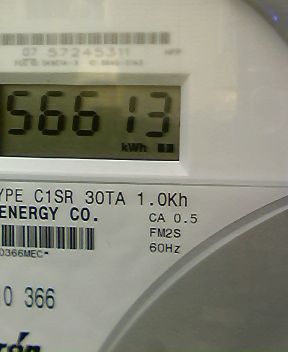 07 57245311
56613
kWh
YPE C1SR 30TA 1.0Kh
ENERGY CO.
CA 0.5
FM2S
60Hz
0366MEC*
0 366
rón